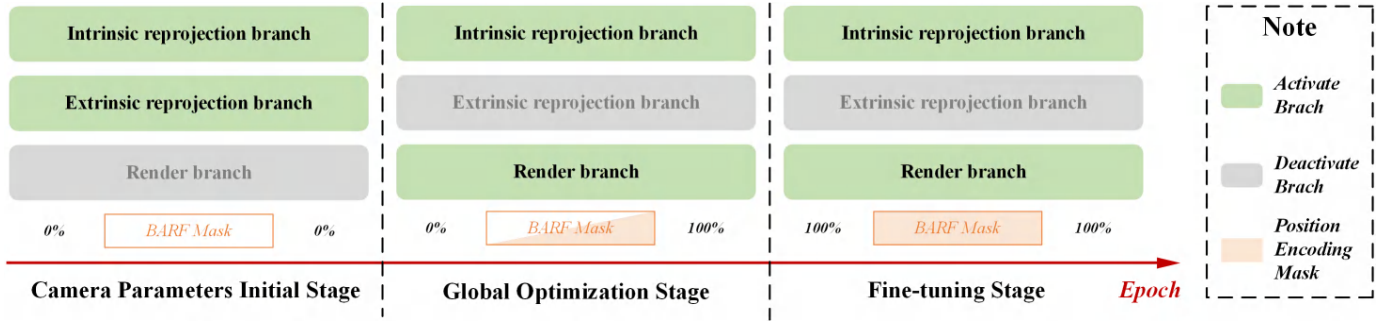 Intrinsic reprojection branch
Extrinsic reprojection branch
Render branch
0% BARF Mask 0%
Camera Parameters Initial Stage
Intrinsic reprojection branch
Extrinsic reprojection branch
Render branch
0% BARF Mask 100%
Global Optimization Stage
Intrinsic reprojection branch
Extrinsic reprojection branch
Render branch
100% BARF Mask 100%
Fine-tuning Stage
Epoch
Note
Activate
Brach
Deactivate
Brach
Position
Encoding
Mask